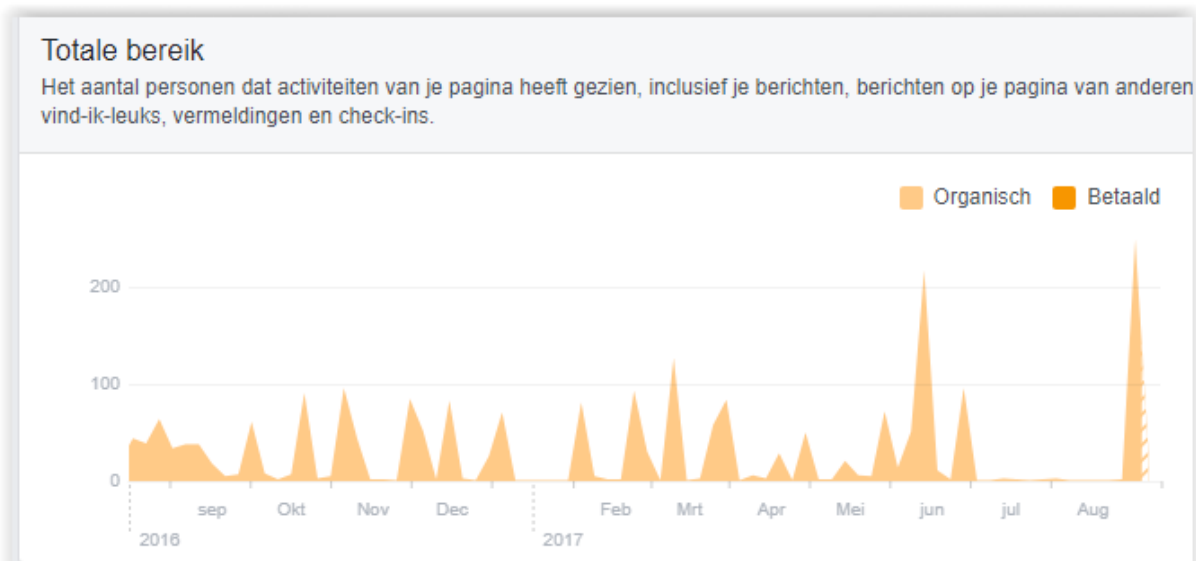 Totale bereik
Het aantal personen dat activiteiten van je pagina heeft gezien, inclusief je berichten, berichten op je pagina van anderen
vind-ik-leuks, vermeldingen en check-ins.
Organisch Betaald
200
100
0
sep Okt Nov Dec Feb Mrt Apr Mei jun jul Aug
2016 2017